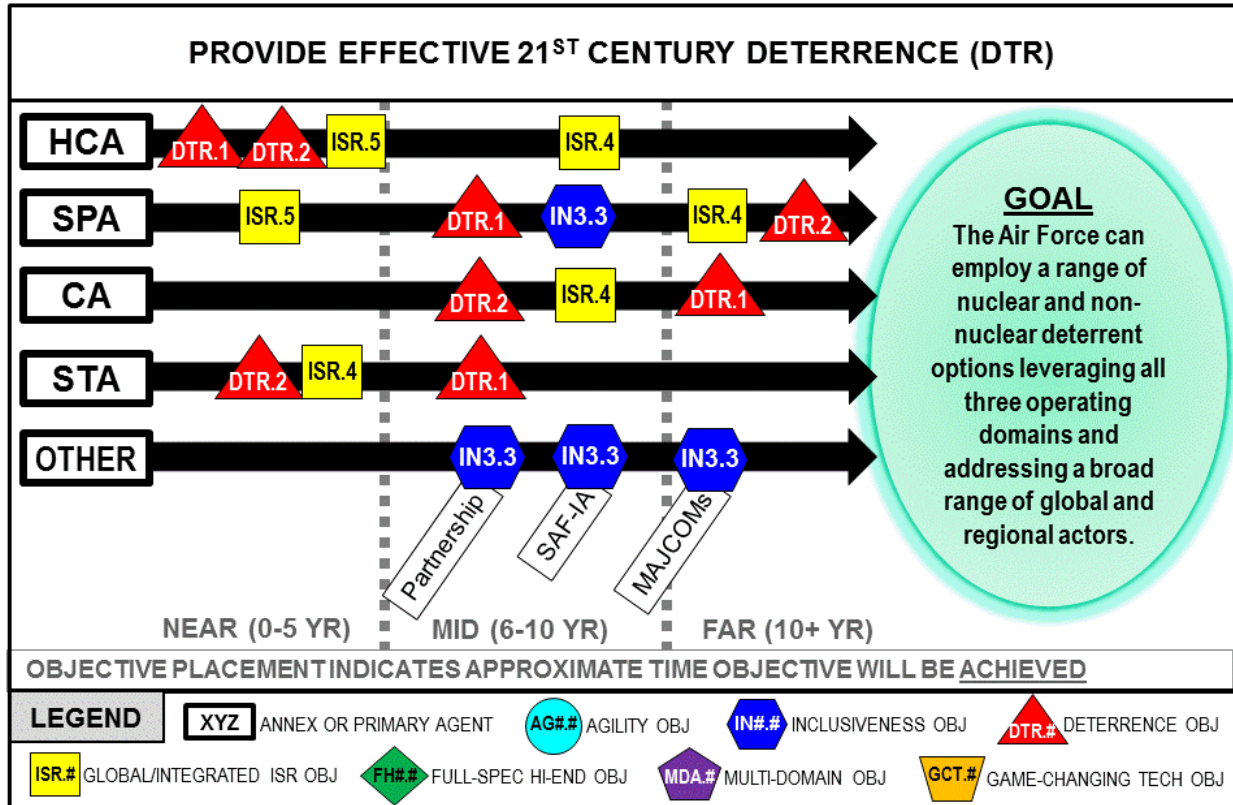 PROVIDE EFFECTIVE 21ST CENTURY DETERRENCE (DTR)
HCA
DTR.1
DTR.2
ISR.5
ISR.4
SPA
ISR.5
DTR.1
IN3.3
ISR.4
DTR.2
CA
DTR.2
ISR.4
DTR.1
STA
DTR.2
ISR.4
DTR.1
OTHER
IN3.3
IN3.3
IN3.3
Partnership
SAF-IA
MAJCOMs
GOAL
The Air Force can
employ a range of
nuclear and non-
nuclear deterrent
options leveraging all
three operating
domains and
addressing a broad
range of global and
regional actors.
NEAR (0-5 YR)
MID (6-10 YR)
FAR (10+ YR)
OBJECTIVE PLACEMENT INDICATES APPROXIMATE TIME OBJECTIVE WILL BE ACHIEVED
LEGEND
XYZ
ANNEX OR PRIMARY AGENT
AG#.#
AGILITY OBJ
IN#.#
INCLUSIVENESS OBJ
DTR.#
DETERRENCE OBJ
ISR.#
GLOBAL/INTEGRATED ISR OBJ
FH#.#
FULL-SPEC HI-END OBJ
MDA.#
MULTI-DOMAIN OBJ
GCT.#
GAME-CHANGING TECH OBJ